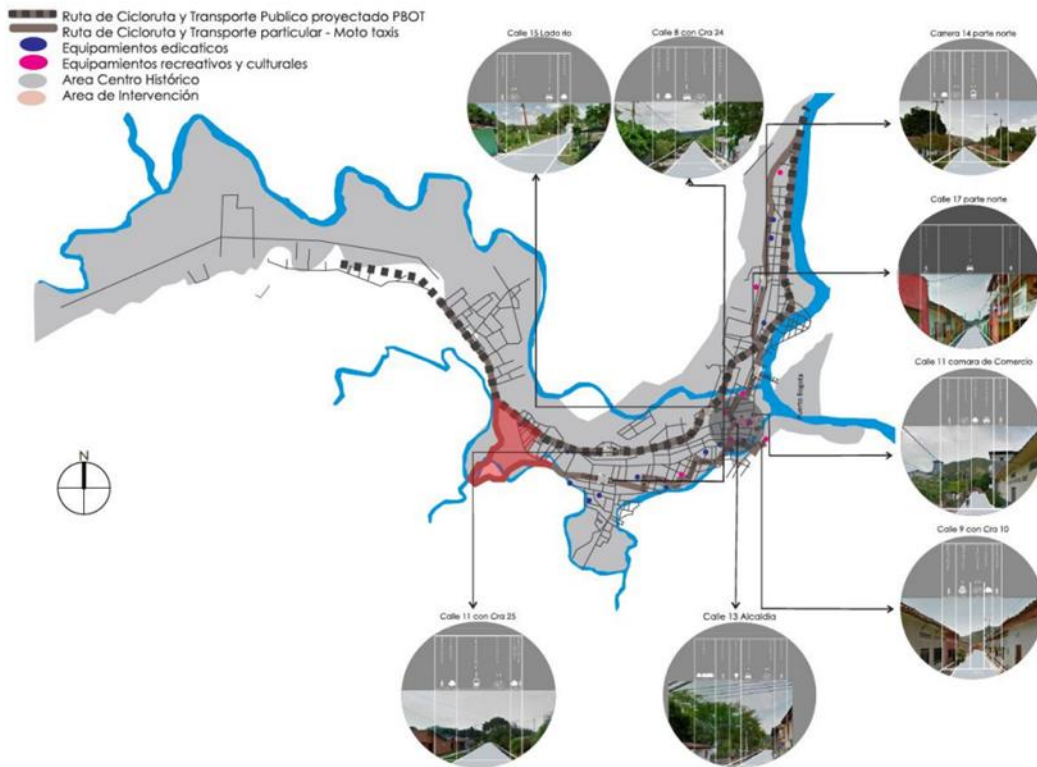 Ruta de Cicloruta y Transporte Publico proyectado PBOT
Ruta de Cicloruta y Transporte particular - Moto taxis
Equipamientos edicaticos
Equipamientos recreativos y culturales
Area Centro Histórico
Area de Intervención
Calle 15 Lado rio
Calle 8 con Cra 24
Carrera 14 parte norte
Calle 17 parte norte
Calle 11 camara de Comercio
Puerto Bogota
N
Calle 9 con Cra 10
Calle 11 con Cra 25
Calle 13 Alcaldia